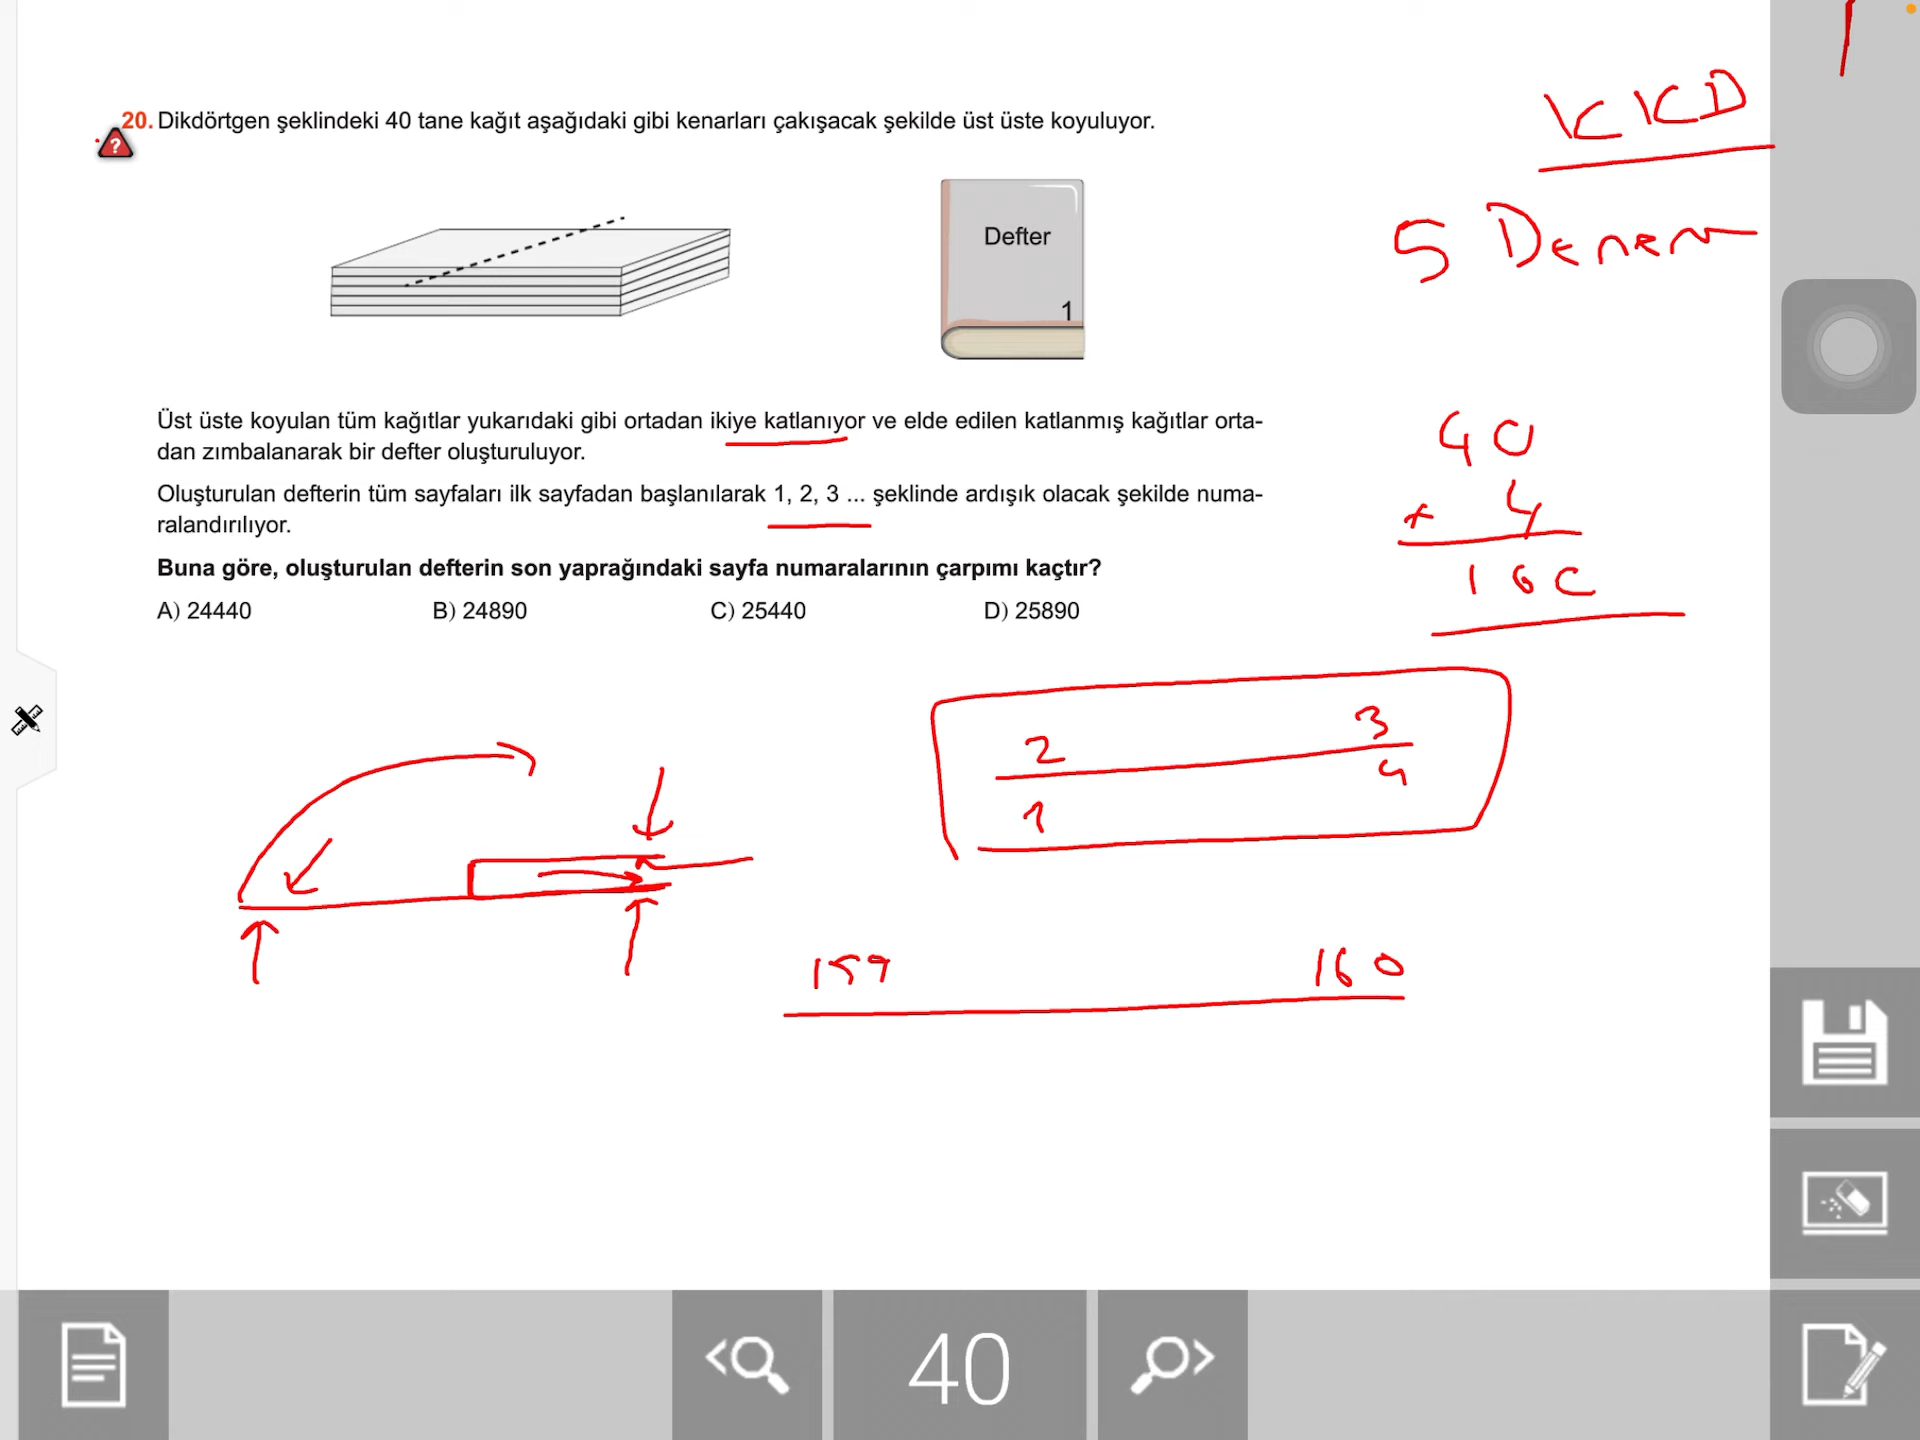 20. Dikdörtgen şeklindeki 40 tane kağıt aşağıdaki gibi kenarları çakışacak şekilde üst üste koyuluyor.
?
Defter
1
Üst üste koyulan tüm kağıtlar yukarıdaki gibi ortadan ikiye katlanıyor ve elde edilen katlanmış kağıtlar orta-
dan zımbalanarak bir defter oluşturuluyor.
Oluşturulan defterin tüm sayfaları ilk sayfadan başlanılarak 1, 2, 3 ... şeklinde ardışık olacak şekilde numa-
ralandırılıyor.
Buna göre, oluşturulan defterin son yaprağındaki sayfa numaralarının çarpımı kaçtır?
A) 24440 B) 24890 C) 25440 D) 25890
KKD
5 Denem
40
x 4
160
2 3
1 4
159 160
40